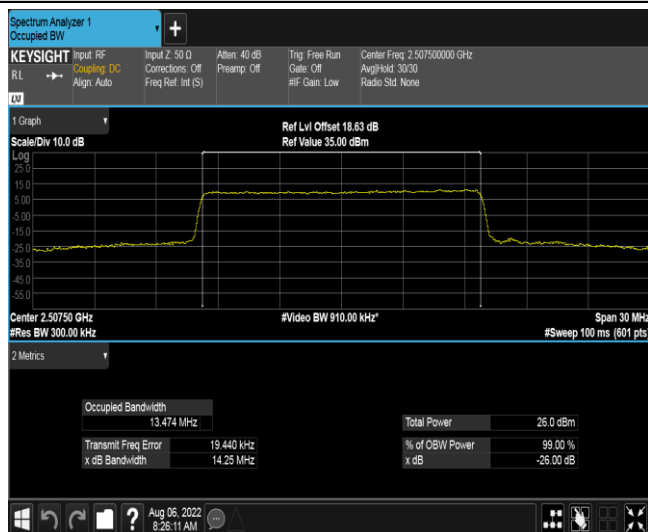 Spectrum Analyzer 1
Occupied BW
+
KEYSIGHT
RL
LXI
Input: RF
Coupling: DC
Align: Auto
Input Z: 50 Ω
Corrections: Off
Freq Ref: Int (S)
Atten: 40 dB
Preamp: Off
Trig: Free Run
Gate: Off
#IF Gain: Low
Center Freq: 2.507500000 GHz
Avg|Hold: 30/30
Radio Std: None
1 Graph
Scale/Div 10.0 dB
Ref Lvl Offset 18.63 dB
Ref Value 35.00 dBm
Log
25.0
15.0
5.00
-5.00
-15.0
-25.0
-35.0
-45.0
-55.0
Center 2.50750 GHz
#Res BW 300.00 kHz
#Video BW 910.00 kHz*
Span 30 MHz
#Sweep 100 ms (601 pts)
2 Metrics
Occupied Bandwidth
13.474 MHz
Transmit Freq Error 19.440 kHz
x dB Bandwidth 14.25 MHz
Total Power 26.0 dBm
% of OBW Power 99.00 %
x dB -26.00 dB
?
Aug 06, 2022
8:26:11 AM